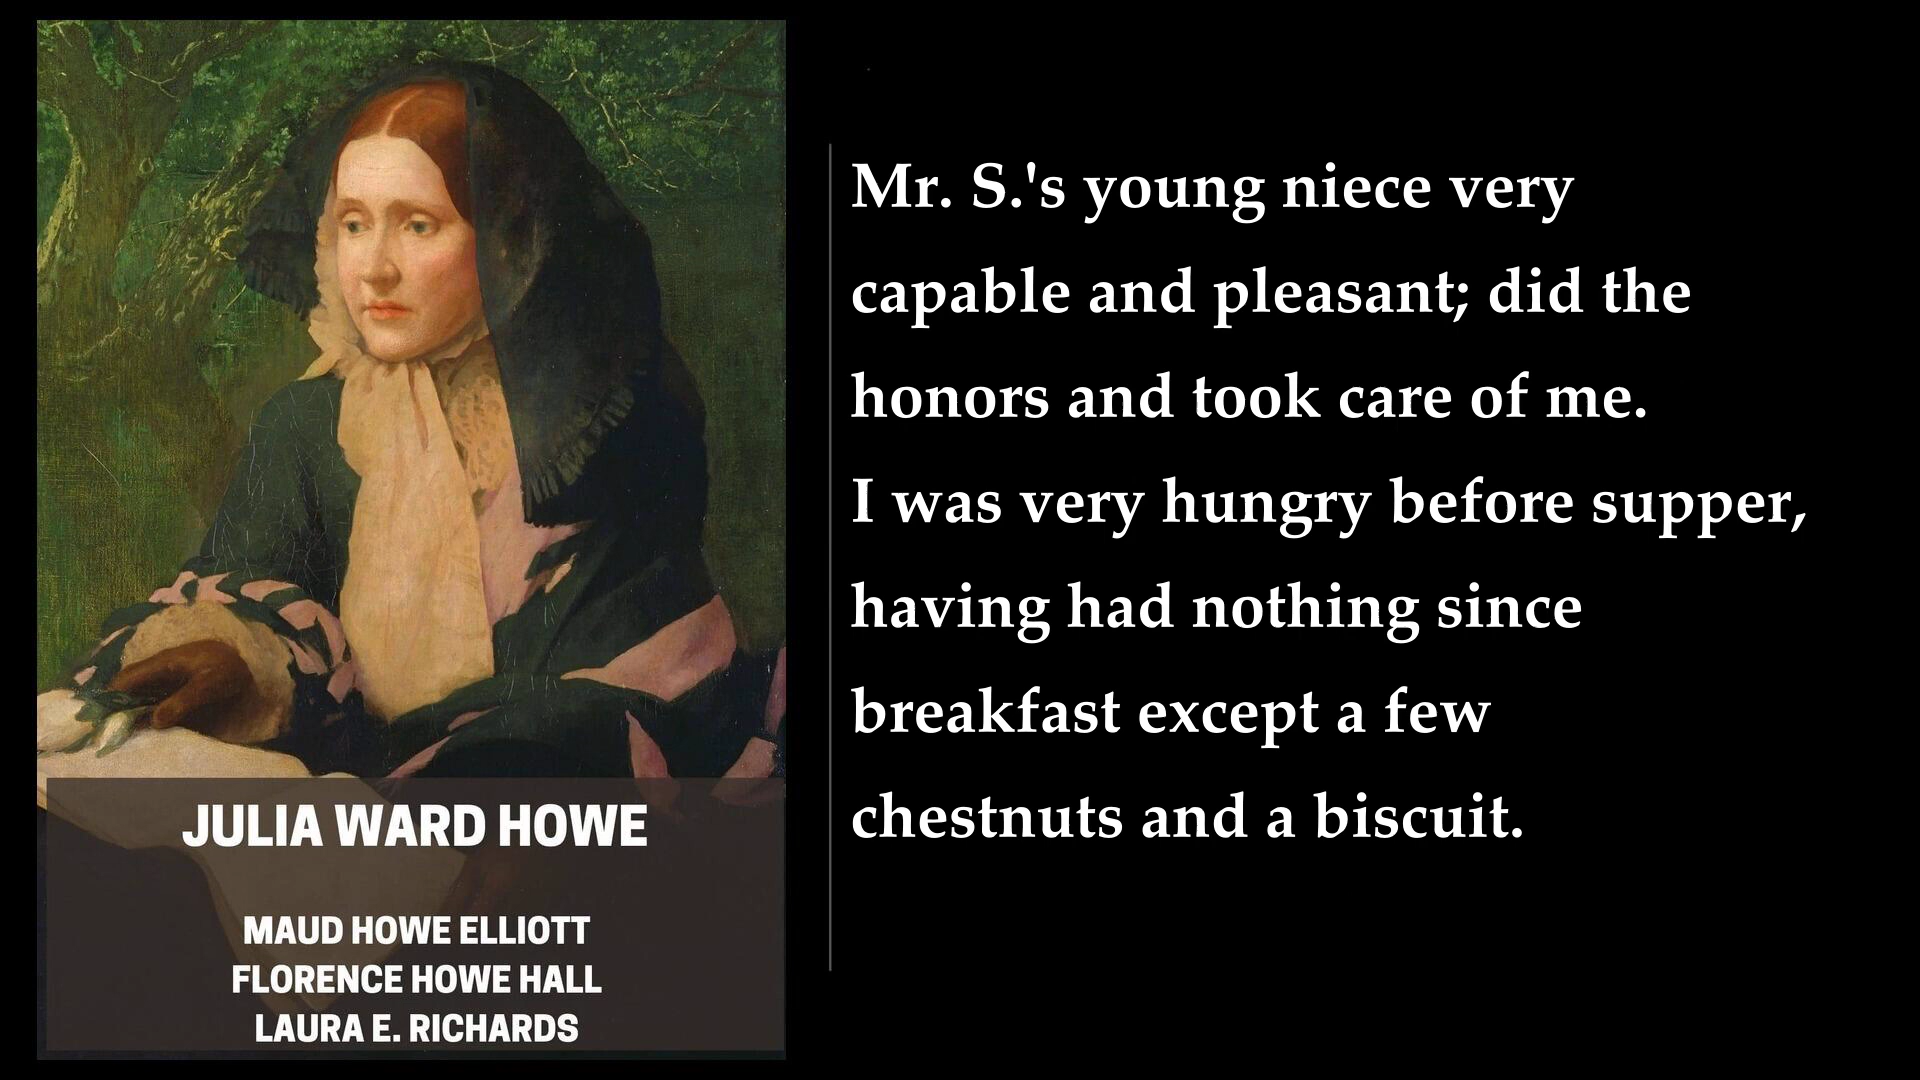 JULIA WARD HOWE
MAUD HOWE ELLIOTT
FLORENCE HOWE HALL
LAURA E. RICHARDS
Mr. S.'s young niece very
capable and pleasant; did the
honors and took care of me.
I was very hungry before supper,
having had nothing since
breakfast except a few
chestnuts and a biscuit.